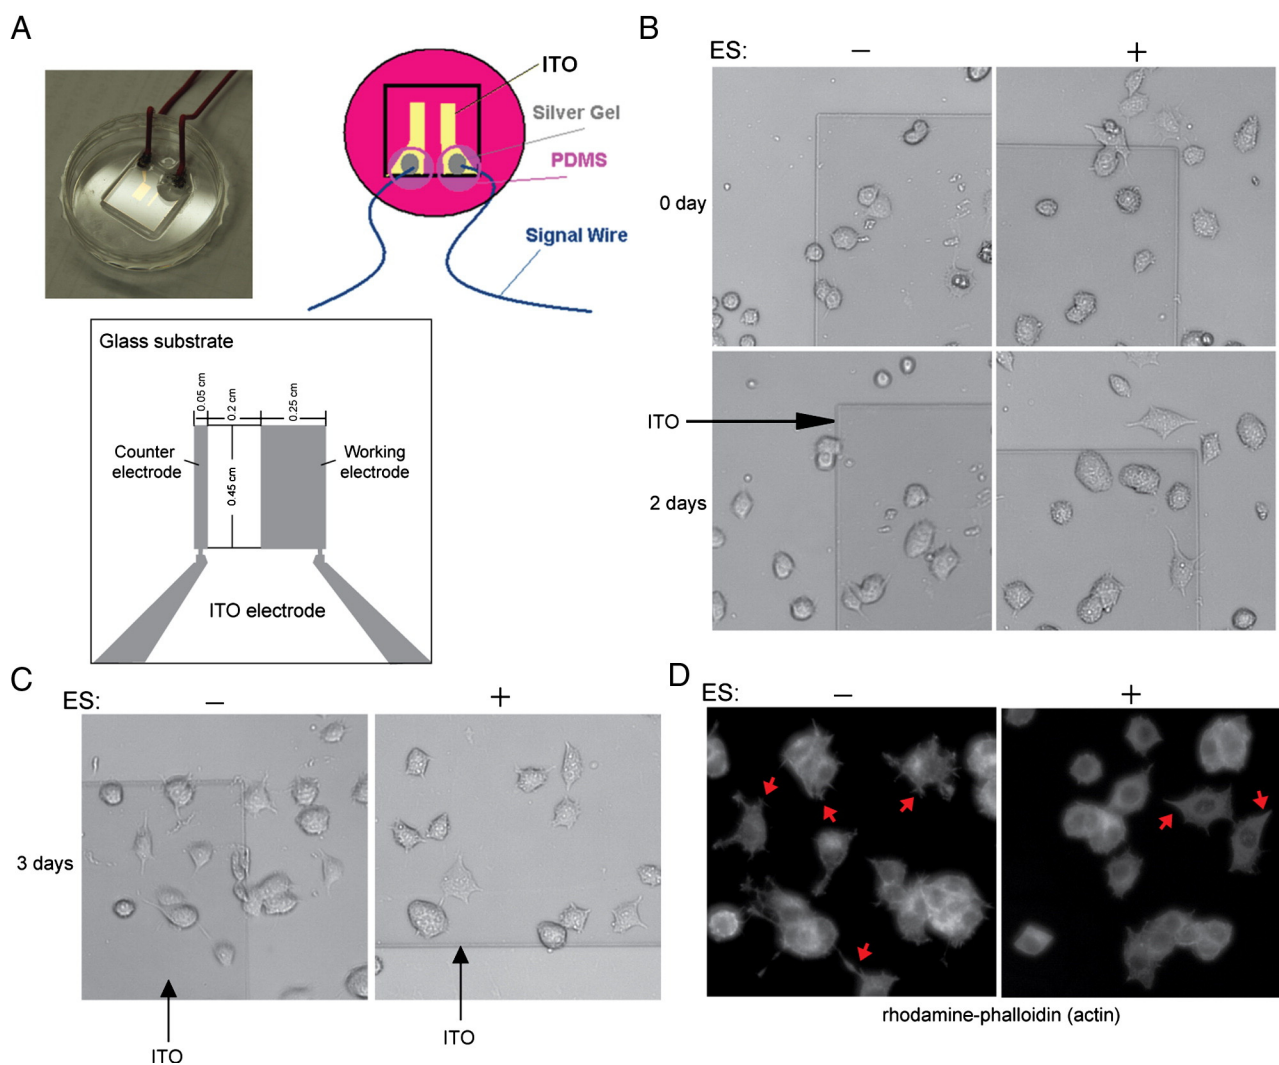 A
ITO
Silver Gel
PDMS
Signal Wire
Glass substrate
0.05 cm
0.2 cm
0.25 cm
Counter
electrode
0.45 cm
Working
electrode
ITO electrode
B
ES: − +
0 day
ITO
2 days
C
ES: − +
3 days
ITO
ITO
D
ES: − +
rhodamine-phalloidin (actin)